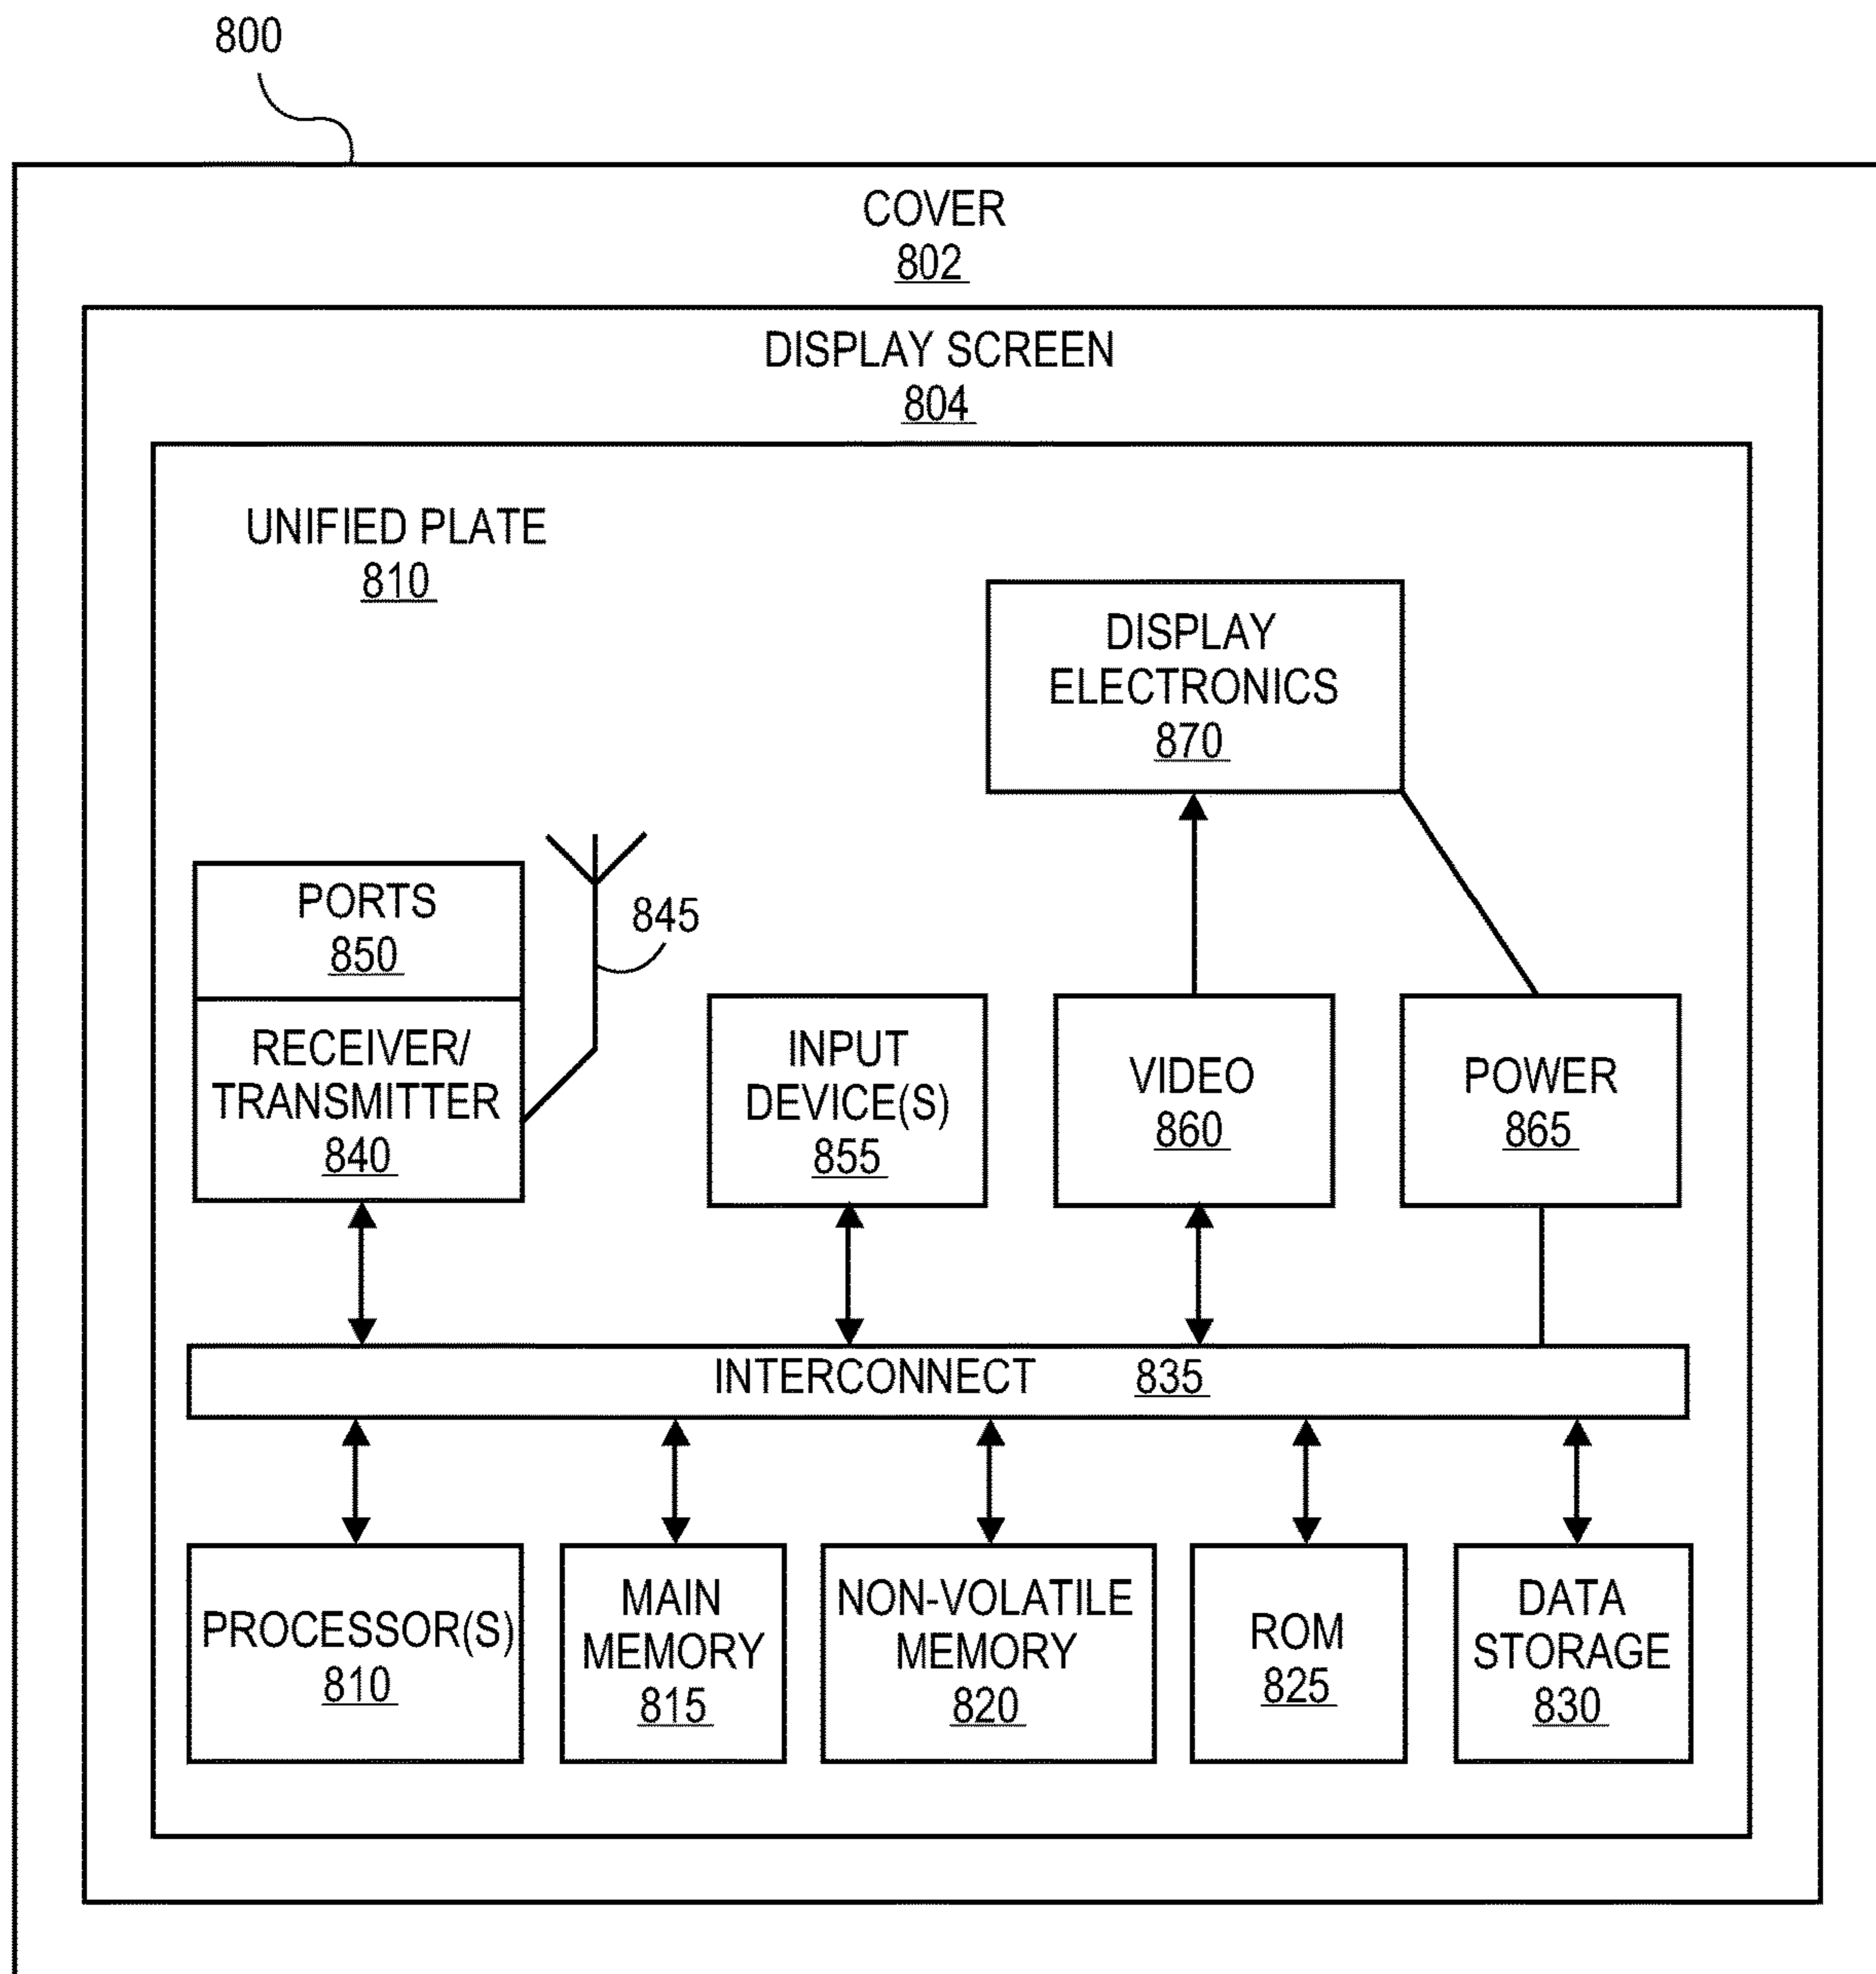 800
COVER
802
DISPLAY SCREEN
804
UNIFIED PLATE
810
DISPLAY
ELECTRONICS
870
PORTS
850
845
RECEIVER/
TRANSMITTER
840
INPUT
DEVICE(S)
855
VIDEO
860
POWER
865
INTERCONNECT 835
PROCESSOR(S)
810
MAIN
MEMORY
815
NON-VOLATILE
MEMORY
820
ROM
825
DATA
STORAGE
830